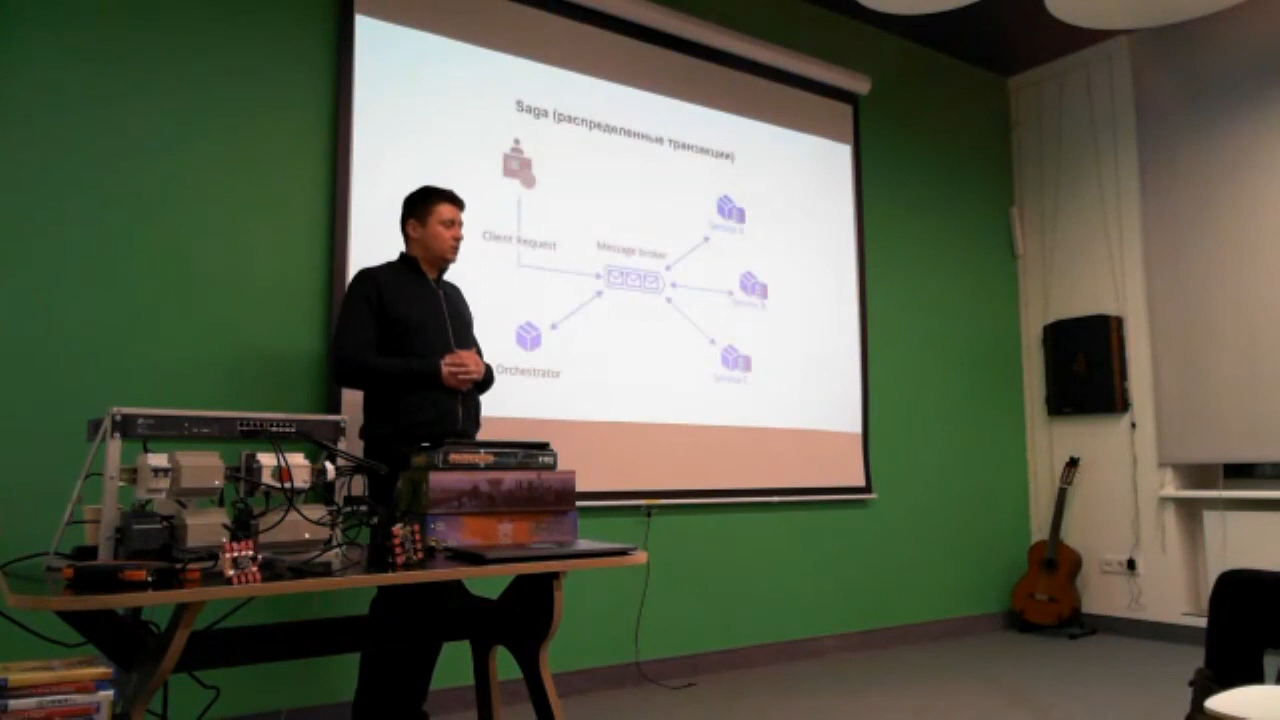 Saga (распределенные транзакции)
Client Request
Message broker
Orchestrator